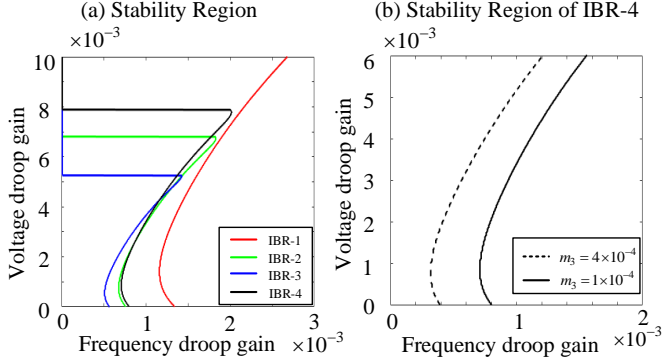 (a) Stability Region
(b) Stability Region of IBR-4
×10⁻³
×10⁻³
10
8
6
4
2
0
Voltage droop gain
IBR-1
IBR-2
IBR-3
IBR-4
0
1
2
3
×10⁻³
Frequency droop gain
6
5
4
3
2
1
0
Voltage droop gain
m₃ = 4×10⁻⁴
m₃ = 1×10⁻⁴
0
1
2
×10⁻³
Frequency droop gain